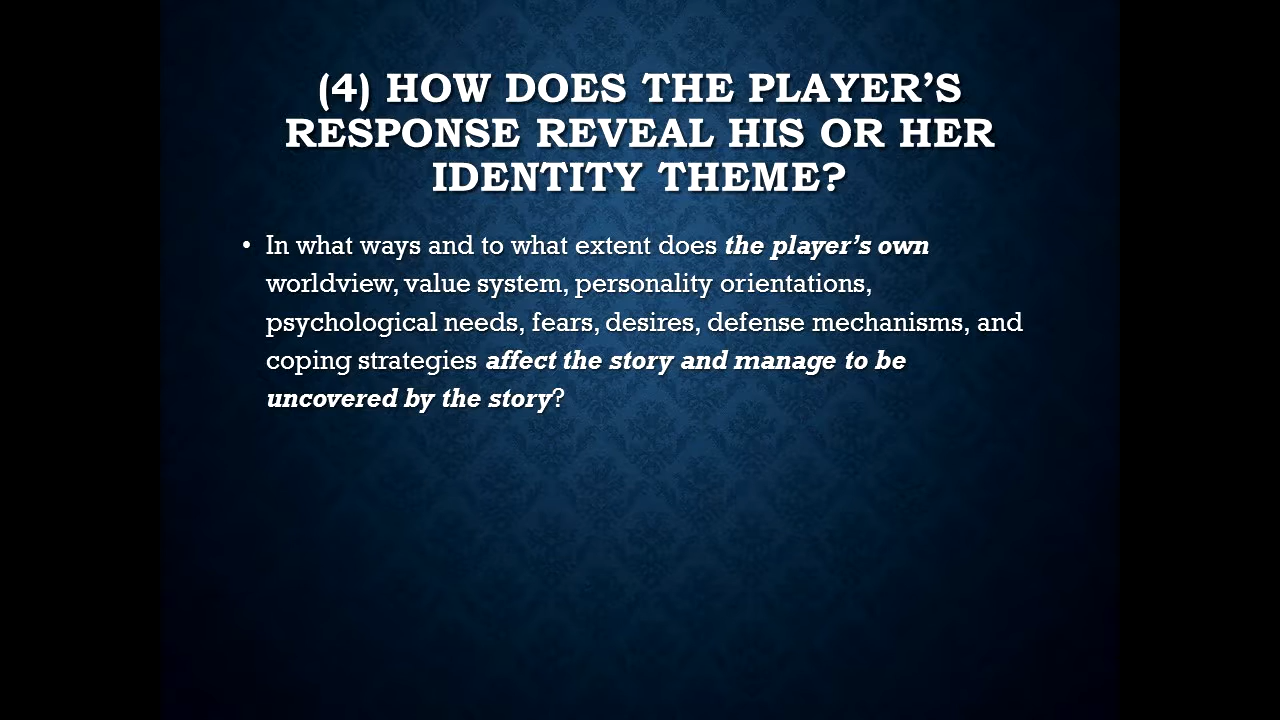 (4) HOW DOES THE PLAYER’S
RESPONSE REVEAL HIS OR HER
IDENTITY THEME?
• In what ways and to what extent does the player’s own
worldview, value system, personality orientations,
psychological needs, fears, desires, defense mechanisms, and
coping strategies affect the story and manage to be
uncovered by the story?